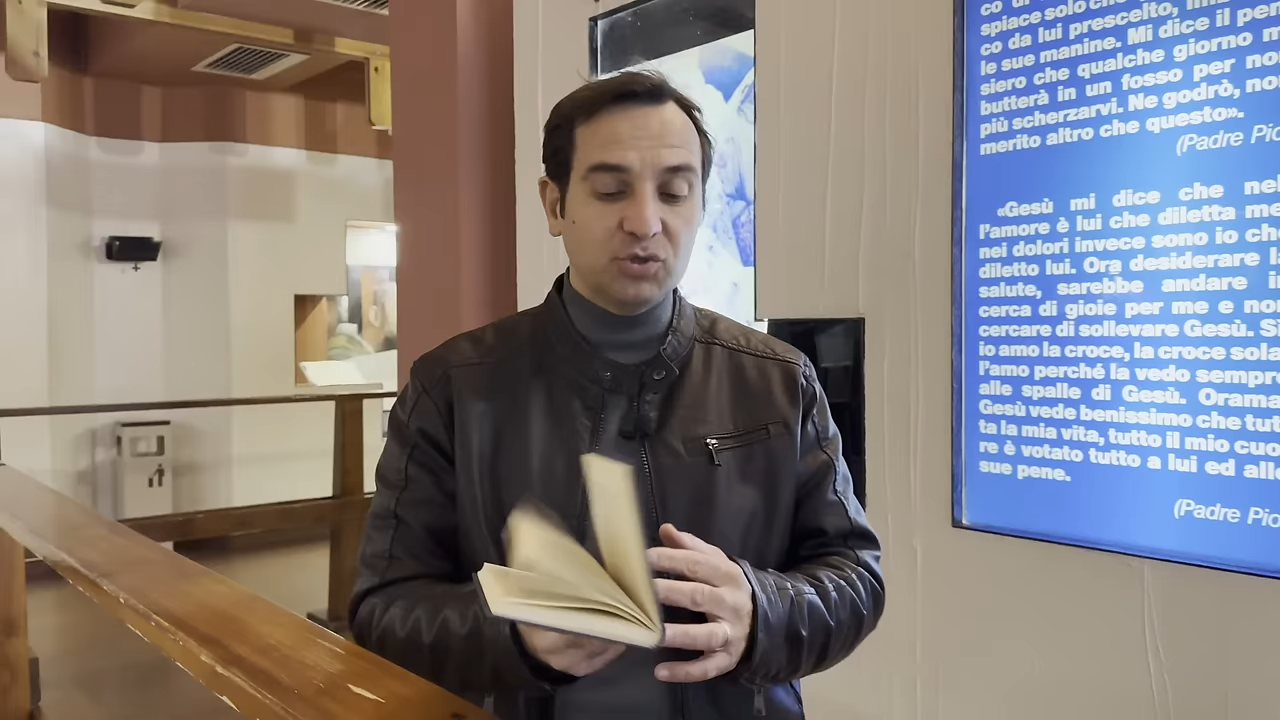 spiace solo che
co da lui prescelto,
le sue manine. Mi dice il pen
siero che qualche giorno m
butterà in un fosso per no
più scherzarvi. Ne godrò, no
merito altro che questo».
(Padre Pio
«Gesù mi dice che nel
l'amore è lui che diletta me
nei dolori invece sono io che
diletto lui. Ora desiderare la
salute, sarebbe andare in
cerca di gioie per me e non
cercare di sollevare Gesù. S
io amo la croce, la croce sola
l'amo perché la vedo sempre
alle spalle di Gesù. Orama
Gesù vede benissimo che tut
ta la mia vita, tutto il mio cuo
re è votato tutto a lui ed alle
sue pene.
(Padre Pio